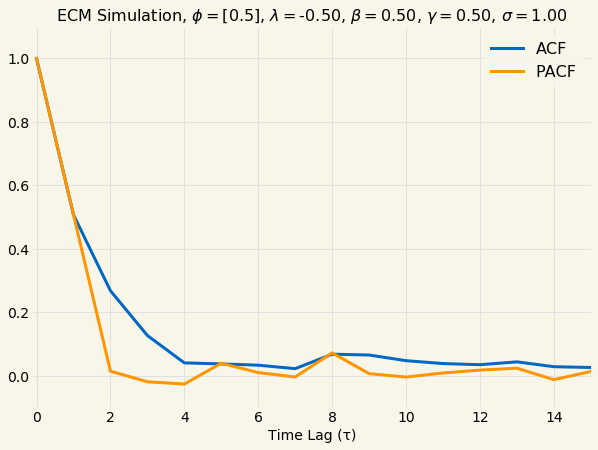 ECM Simulation, ϕ = [0.5], λ = -0.50, β = 0.50, γ = 0.50, σ = 1.00
ACF
PACF
1.0
0.8
0.6
0.4
0.2
0.0
0 2 4 6 8 10 12 14
Time Lag (τ)